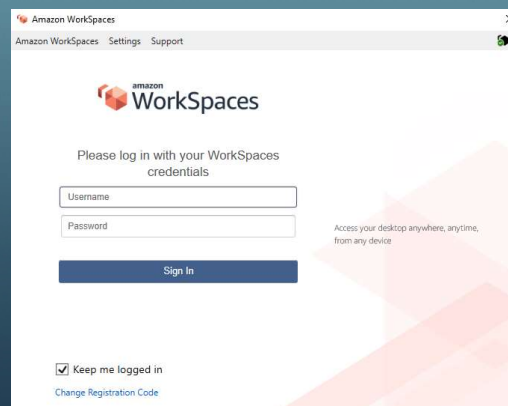 Amazon WorkSpaces
Amazon WorkSpaces Settings Support
amazon
WorkSpaces
Please log in with your WorkSpaces
credentials
Username
Password
Access your desktop anywhere, anytime,
from any device
Sign In
Keep me logged in
Change Registration Code